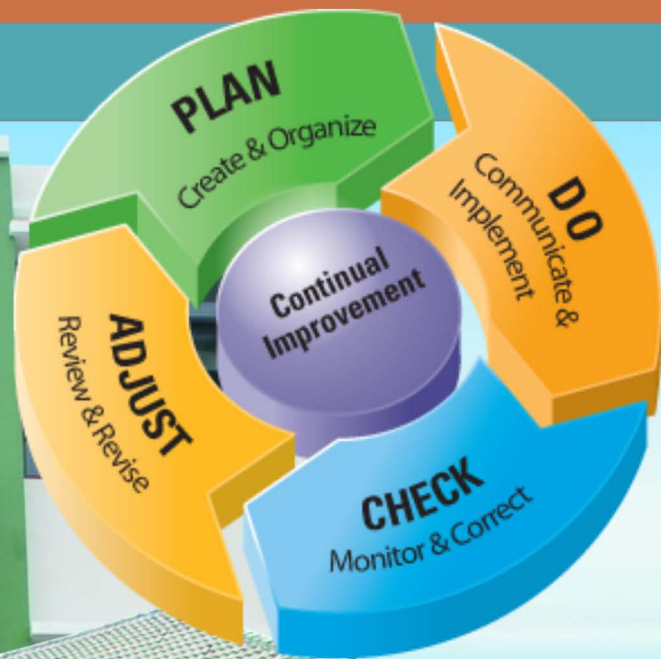 PLAN
Create & Organize
DO
Communicate &
Implement
CHECK
Monitor & Correct
ADJUST
Review & Revise
Continual
Improvement